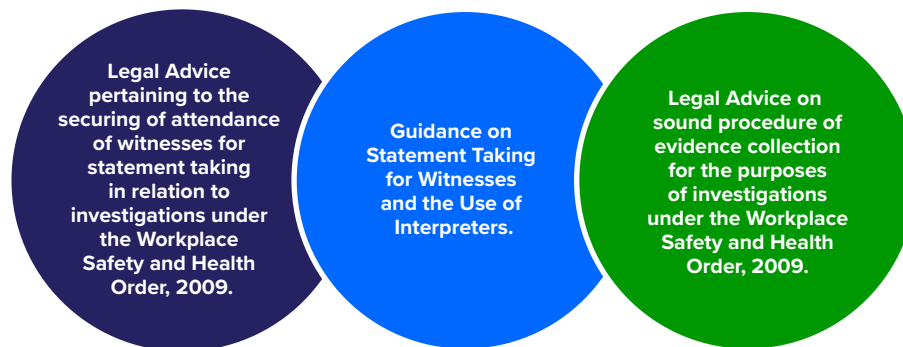 Legal Advice
pertaining to the
securing of attendance
of witnesses for
statement taking
in relation to
investigations under
the Workplace
Safety and Health
Order, 2009.
Guidance on
Statement Taking
for Witnesses
and the Use of
Interpreters.
Legal Advice on
sound procedure of
evidence collection
for the purposes
of investigations
under the Workplace
Safety and Health
Order, 2009.